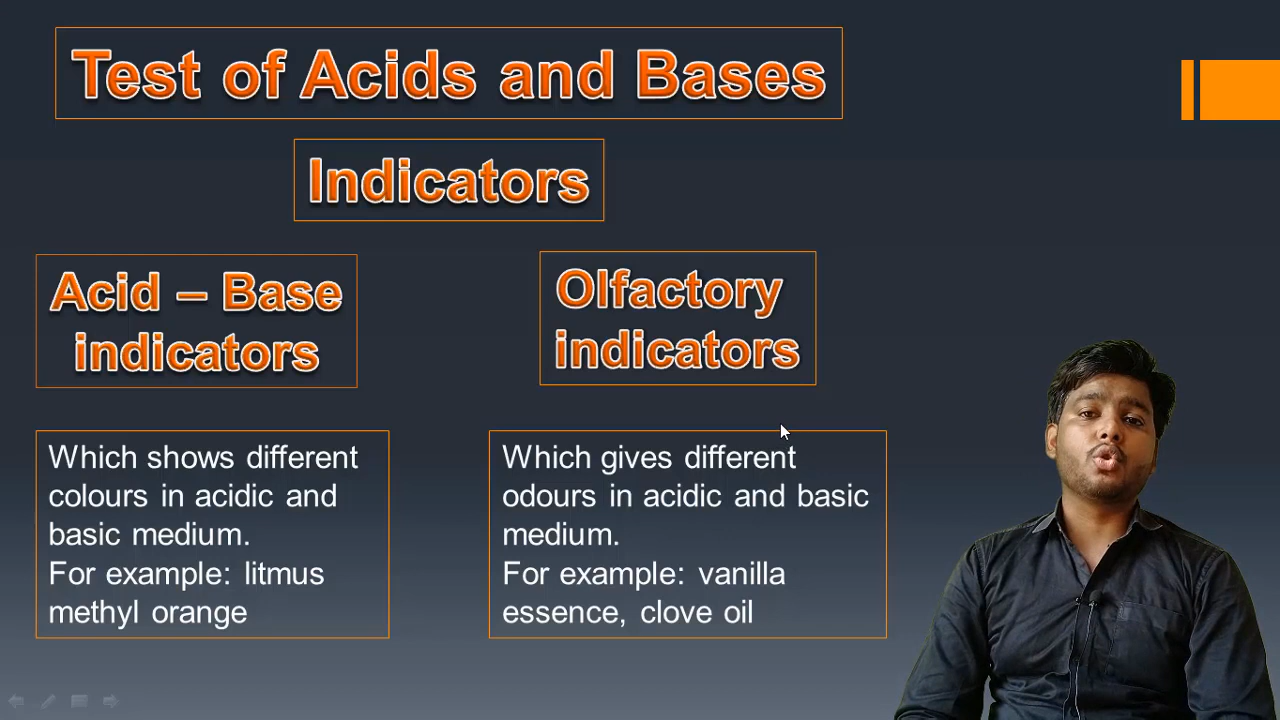 Test of Acids and Bases
Indicators
Acid – Base
indicators
Which shows different
colours in acidic and
basic medium.
For example: litmus
methyl orange
Olfactory
indicators
Which gives different
odours in acidic and basic
medium.
For example: vanilla
essence, clove oil